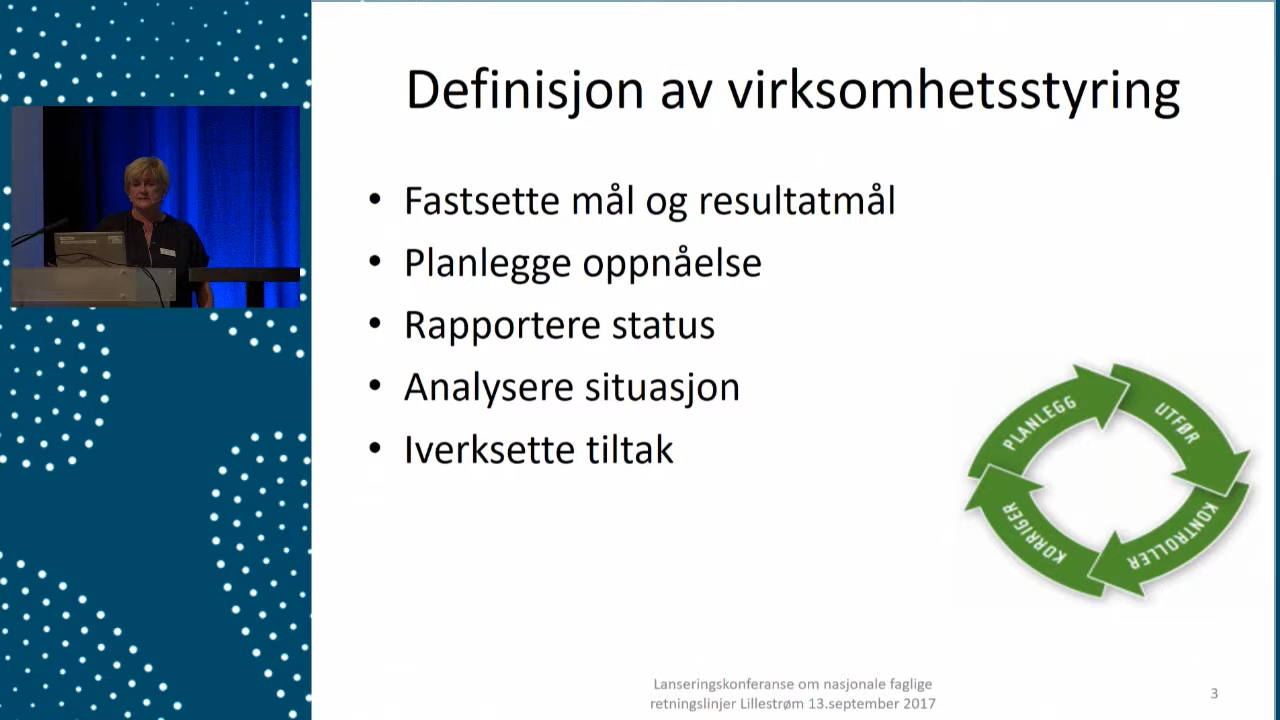 Definisjon av virksomhetsstyring
• Fastsette mål og resultatmål
• Planlegge oppnåelse
• Rapportere status
• Analysere situasjon
• Iverksette tiltak
PLANLEGG
UTFØR
KONTROLLER
KORRIGER
Lanseringskonferanse om nasjonale faglige
retningslinjer Lillestrøm 13.september 2017
3